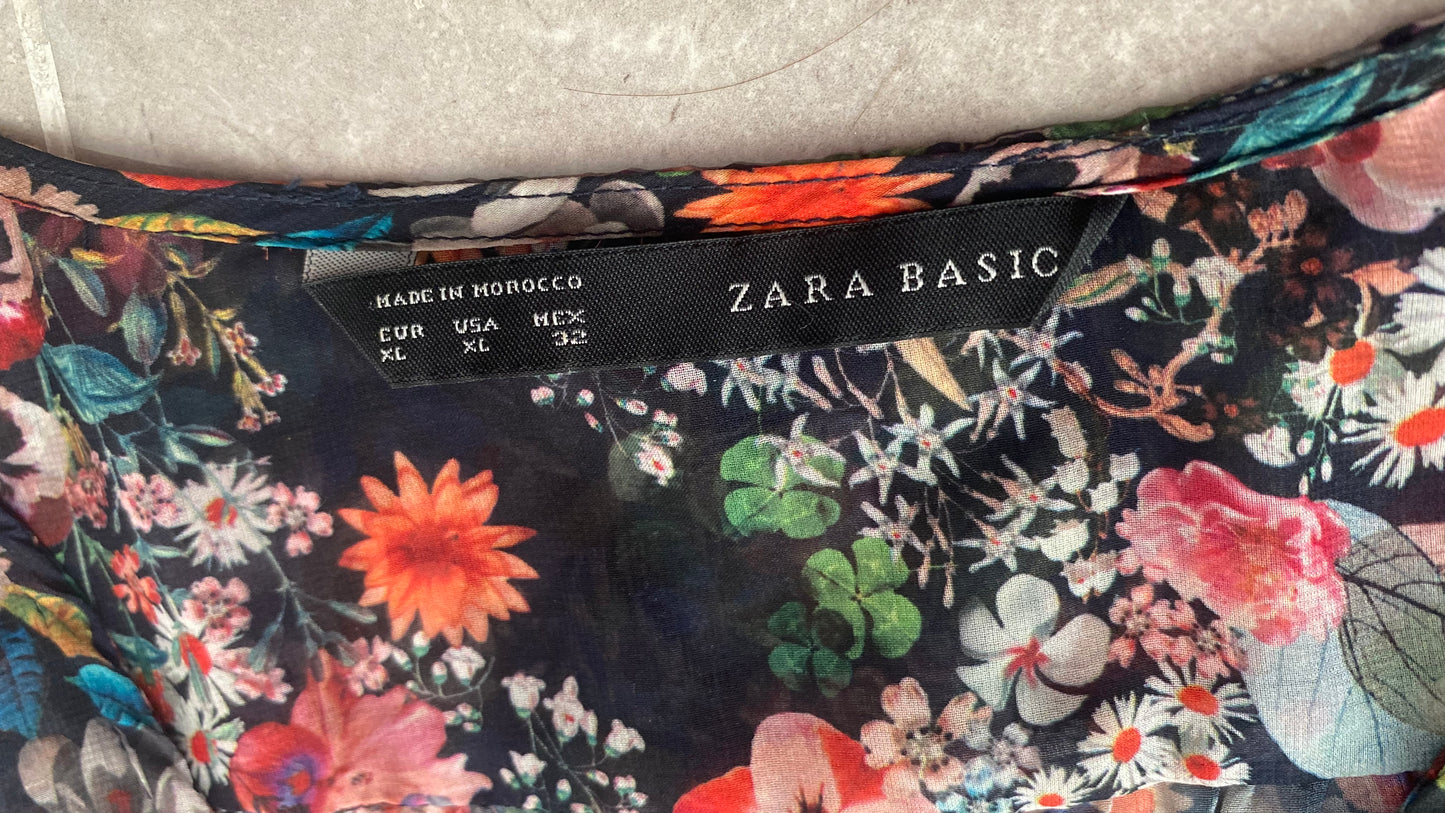 MADE IN MOROCCO
EUR USA MEX
XL XL 32
ZARA BASIC